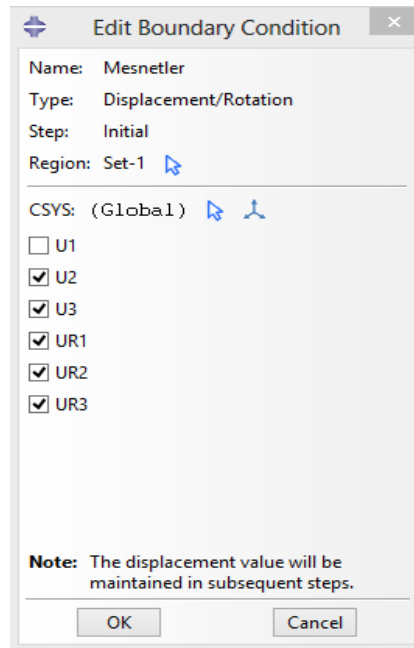 Edit Boundary Condition
Name: Mesnetler
Type: Displacement/Rotation
Step: Initial
Region: Set-1
CSYS: (Global)
U1
U2
U3
UR1
UR2
UR3
Note: The displacement value will be
maintained in subsequent steps.
OK Cancel